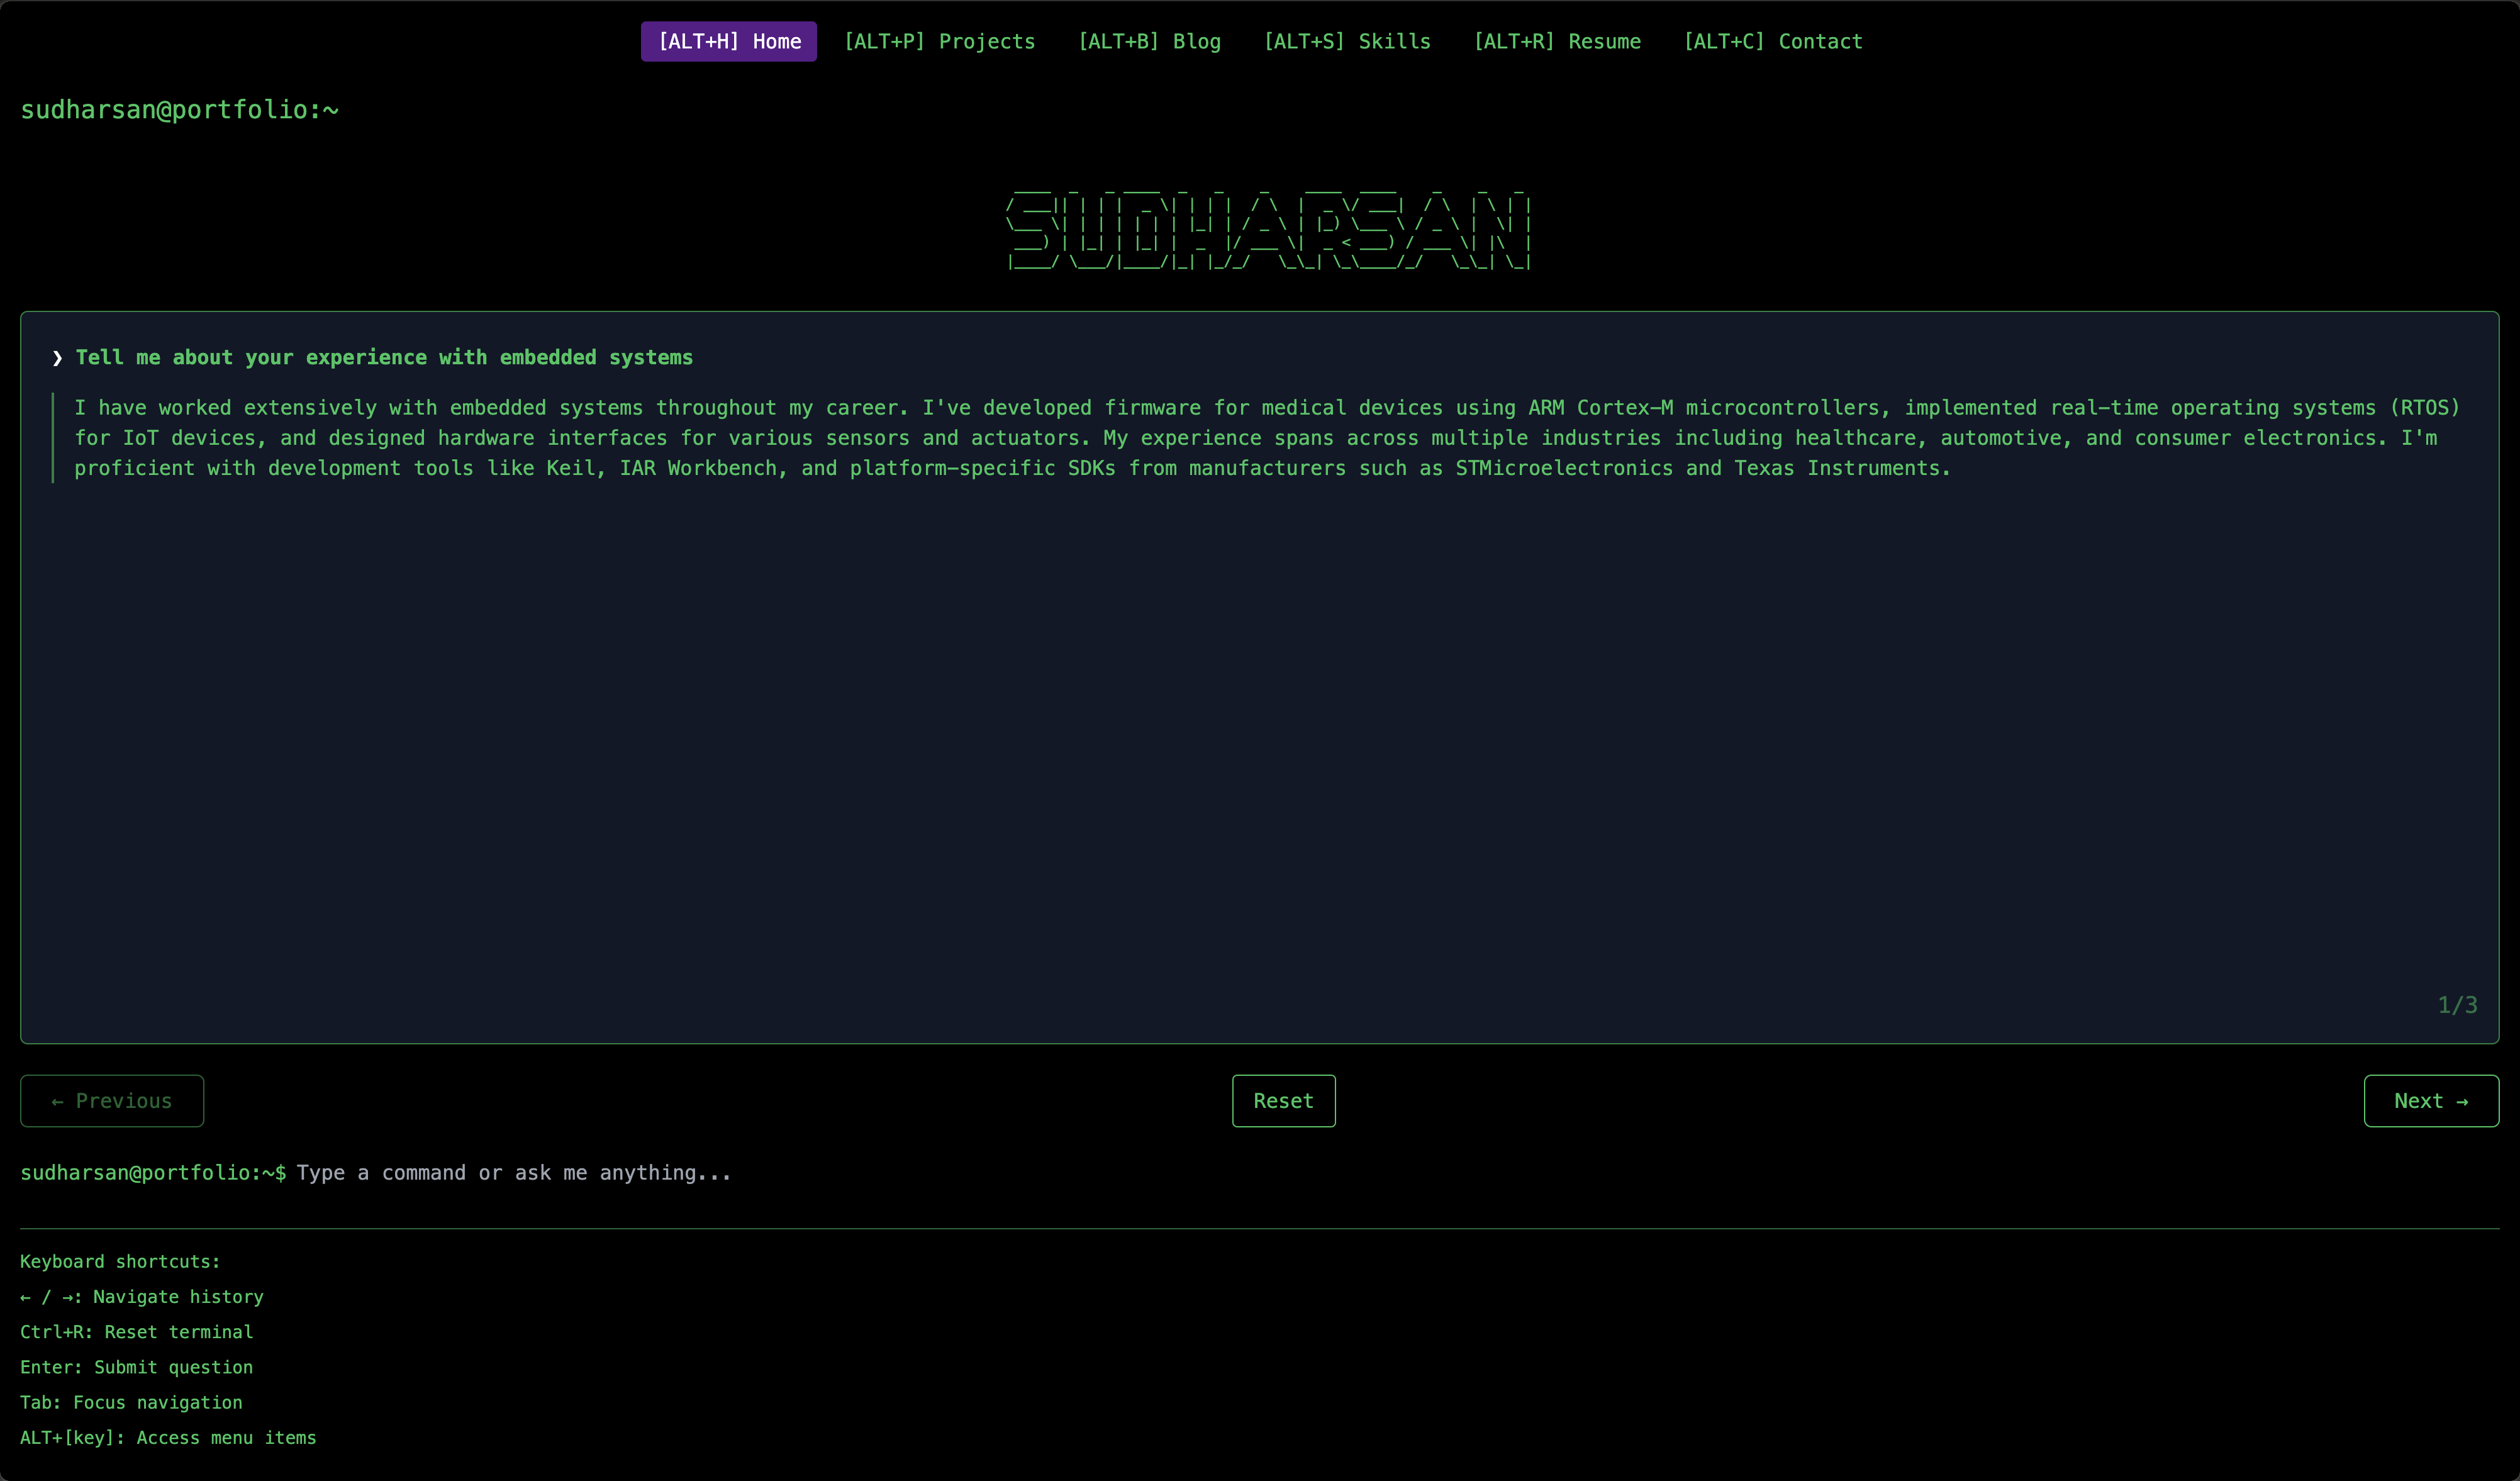 [ALT+H] Home [ALT+P] Projects [ALT+B] Blog [ALT+S] Skills [ALT+R] Resume [ALT+C] Contact
sudharsan@portfolio:~
SUDHARSAN
❯ Tell me about your experience with embedded systems
I have worked extensively with embedded systems throughout my career. I've developed firmware for medical devices using ARM Cortex-M microcontrollers, implemented real-time operating systems (RTOS)
for IoT devices, and designed hardware interfaces for various sensors and actuators. My experience spans across multiple industries including healthcare, automotive, and consumer electronics. I'm
proficient with development tools like Keil, IAR Workbench, and platform-specific SDKs from manufacturers such as STMicroelectronics and Texas Instruments.
1/3
← Previous Reset Next →
sudharsan@portfolio:~$ Type a command or ask me anything...
Keyboard shortcuts:
← / →: Navigate history
Ctrl+R: Reset terminal
Enter: Submit question
Tab: Focus navigation
ALT+[key]: Access menu items